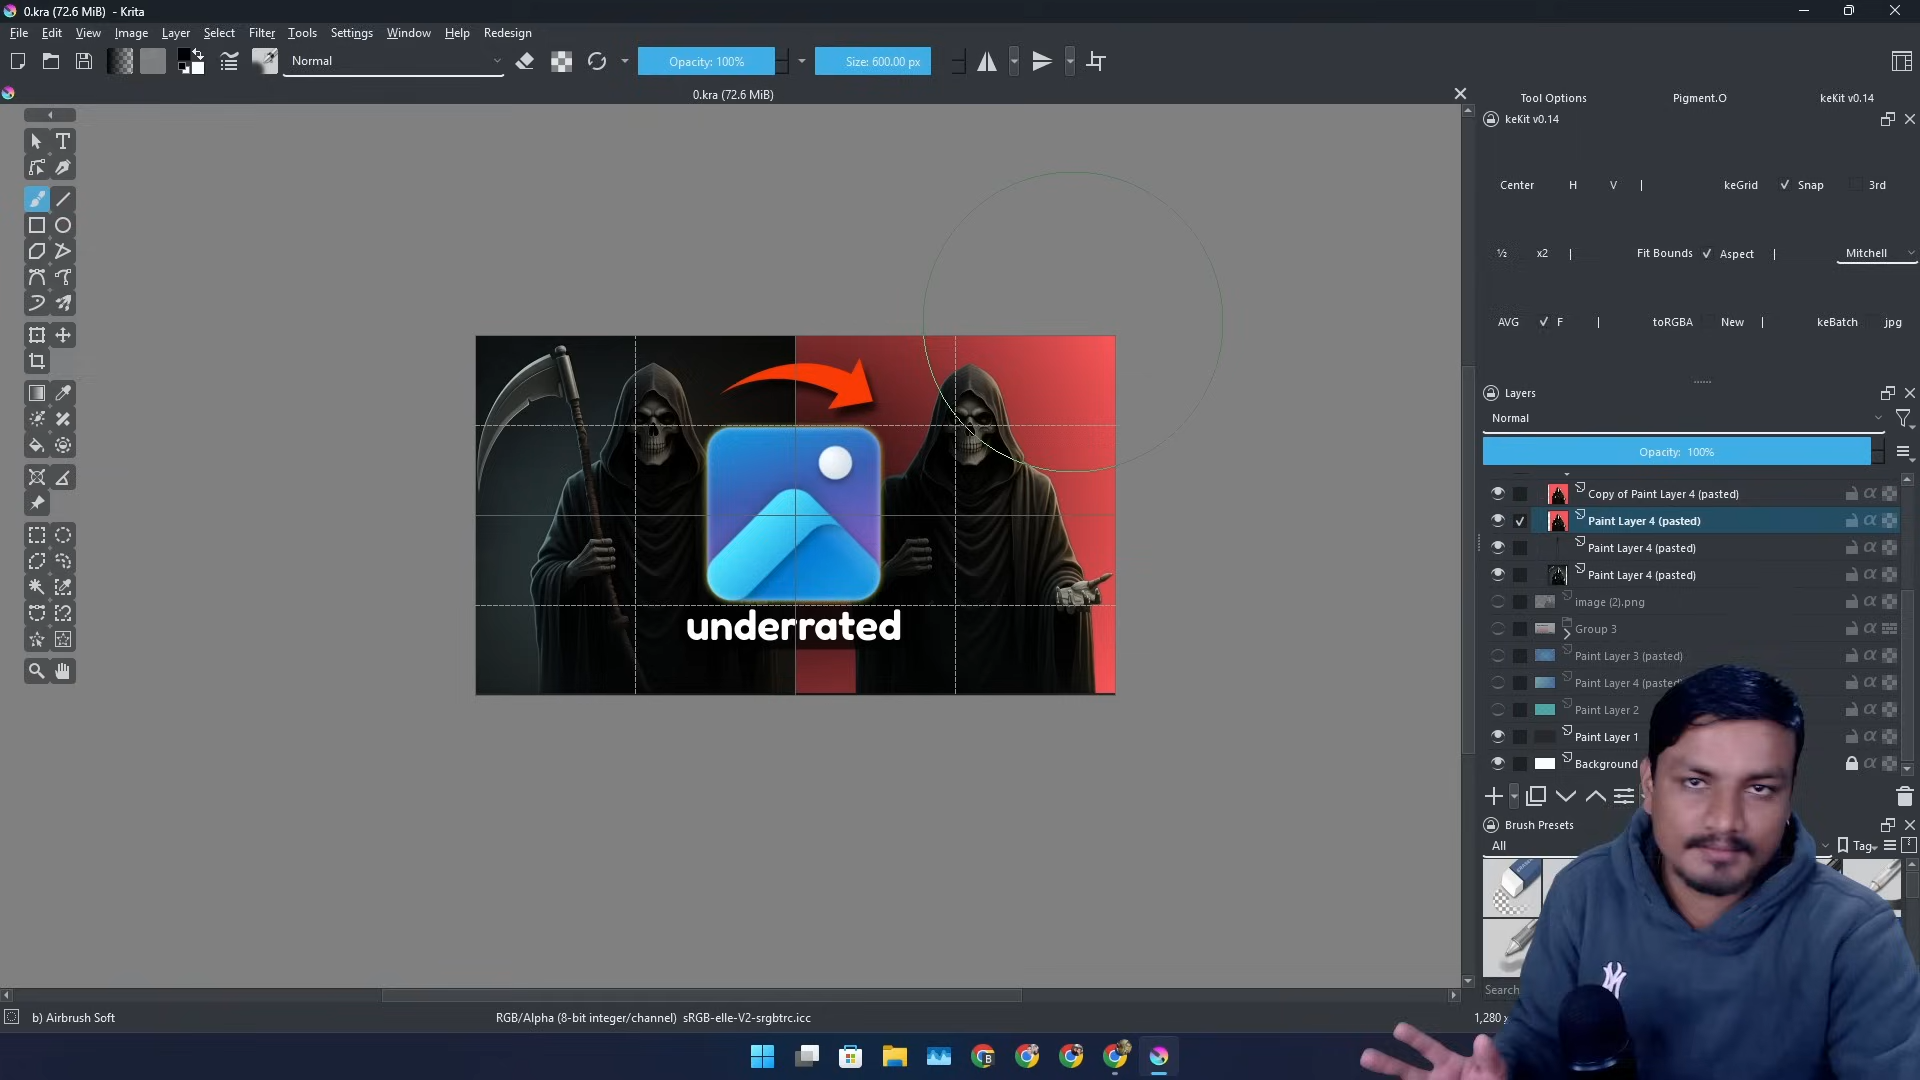 0.kra (72.6 MiB) - Krita
File Edit View Image Layer Select Filter Tools Settings Window Help Redesign
Normal Opacity: 100% Size: 600.00 px
0.kra (72.6 MiB)
Tool Options Pigment.O keKit v0.14
keKit v0.14
Center H V | keGrid Snap 3rd
½ x2 | Fit Bounds Aspect | Mitchell
AVG F | toRGBA New | keBatch jpg
Layers
Normal
Opacity: 100%
Copy of Paint Layer 4 (pasted)
Paint Layer 4 (pasted)
Paint Layer 4 (pasted)
Paint Layer 4 (pasted)
image (2).png
Group 3
Paint Layer 3 (pasted)
Paint Layer 4 (pasted)
Paint Layer 2
Paint Layer 1
Background
underrated
Brush Presets
All Tag
Search
b) Airbrush Soft RGB/Alpha (8-bit integer/channel) sRGB-elle-V2-srgbtrc.icc 1,280